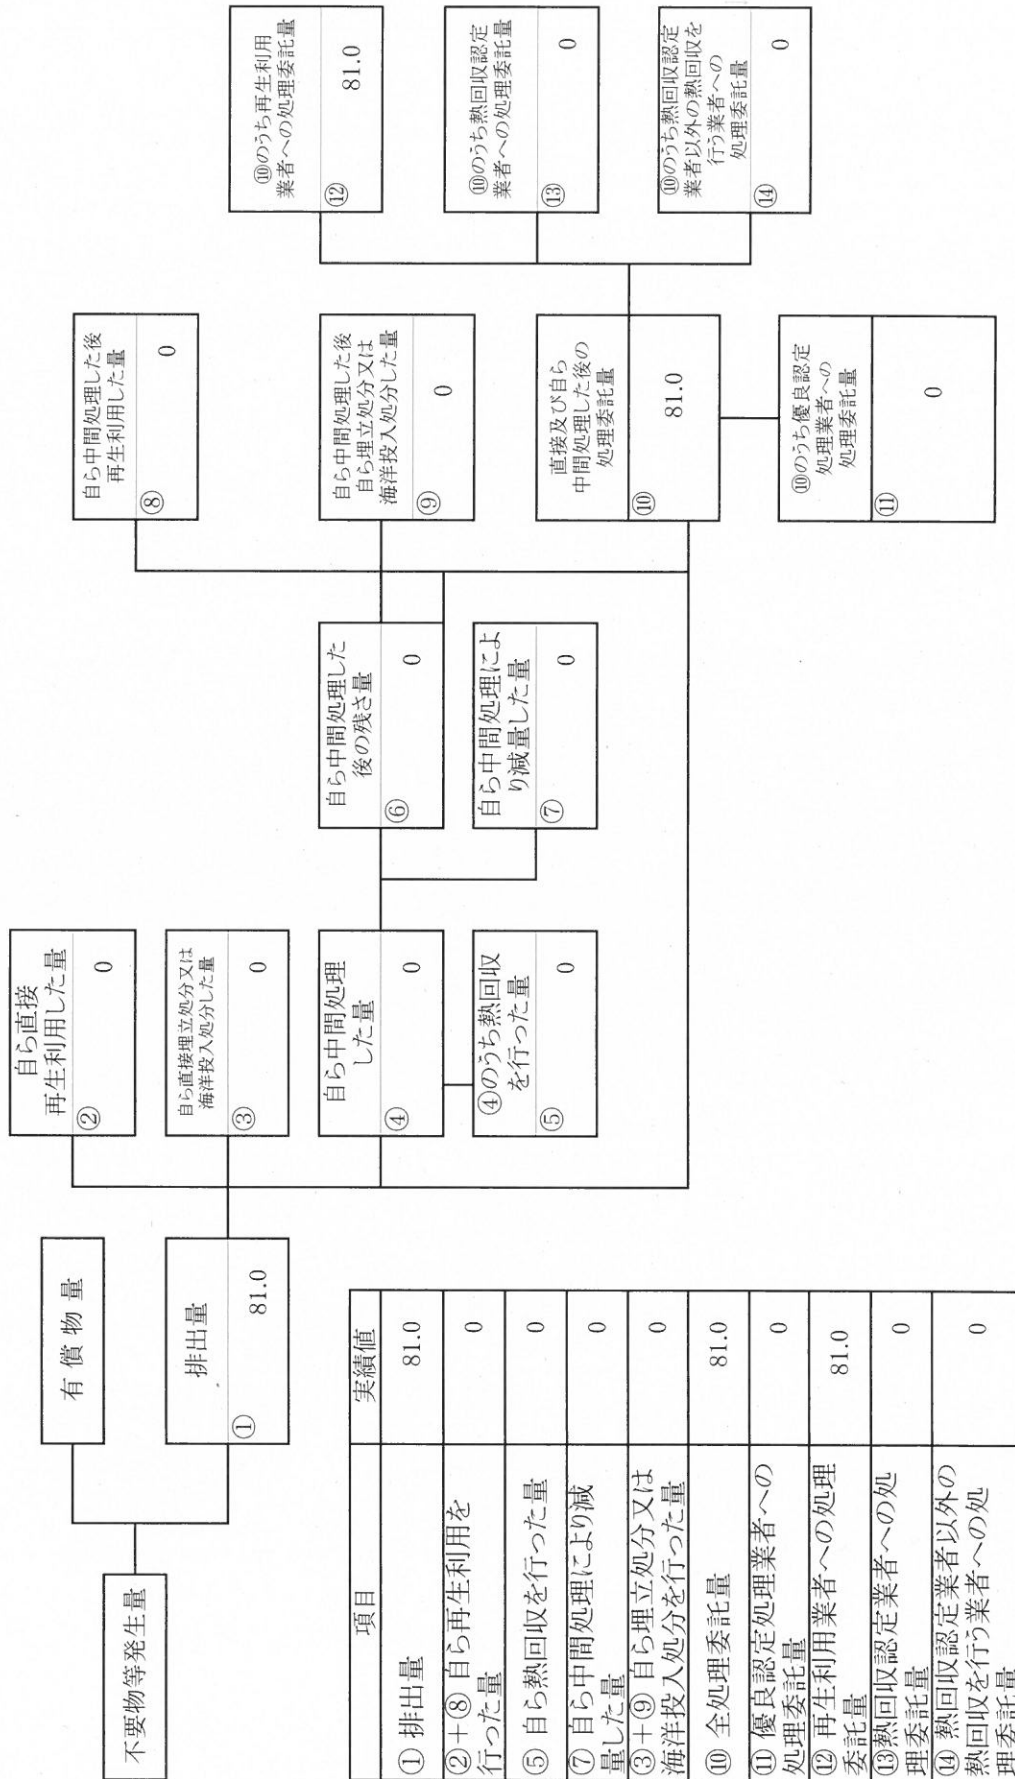 不要物等発生量
有償物量
排出量
① 81.0
自ら直接
再生利用した量
② 0
自ら直接埋立処分又は
海洋投入処分した量
③ 0
自ら中間処理
した量
④ 0
④のうち熱回収
を行った量
⑤ 0
自ら中間処理した
後の残さ量
⑥ 0
自ら中間処理によ
り減量した量
⑦ 0
自ら中間処理した後
再生利用した量
⑧ 0
自ら中間処理した後
自ら埋立処分又は
海洋投入処分した量
⑨ 0
直接及び自ら
中間処理した後の
処理委託量
⑩ 81.0
⑩のうち優良認定
処理業者への
処理委託量
⑪ 0
⑩のうち再生利用
業者への処理委託量
⑫ 81.0
⑩のうち熱回収認定
業者への処理委託量
⑬ 0
⑩のうち熱回収認定
業者以外の熱回収を
行う業者への
処理委託量
⑭ 0
項目 実績値
① 排出量 81.0
②+⑧ 自ら再生利用を
行った量 0
⑤ 自ら熱回収を行った量 0
⑦ 自ら中間処理により減
量した量 0
③+⑨ 自ら埋立処分又は
海洋投入処分を行った量 0
⑩ 全処理委託量 81.0
⑪ 優良認定処理業者への
処理委託量 0
⑫ 再生利用業者への処理
委託量 81.0
⑬熱回収認定業者への処
理委託量 0
⑭ 熱回収認定業者以外の
熱回収を行う業者への処
理委託量 0